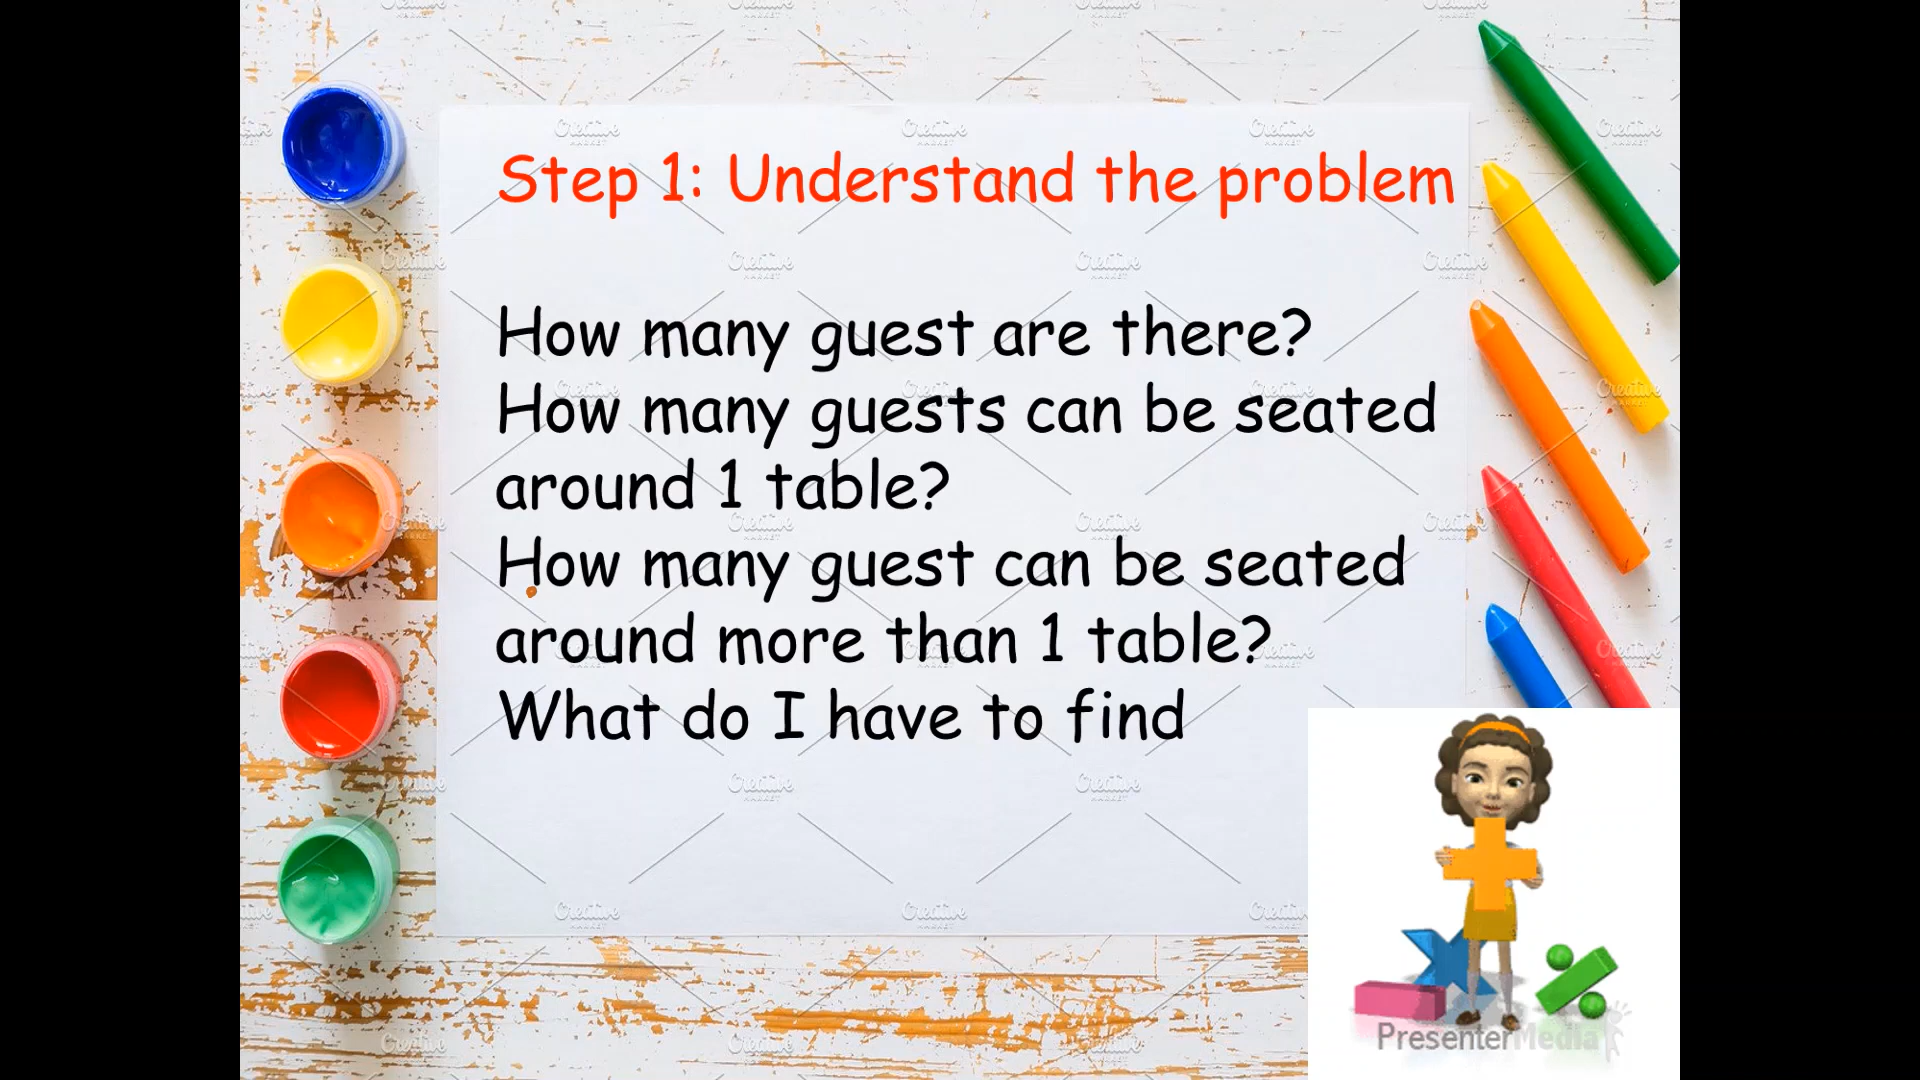 Step 1: Understand the problem
How many guest are there?
How many guests can be seated
around 1 table?
How many guest can be seated
around more than 1 table?
What do I have to find
PresenterMedia